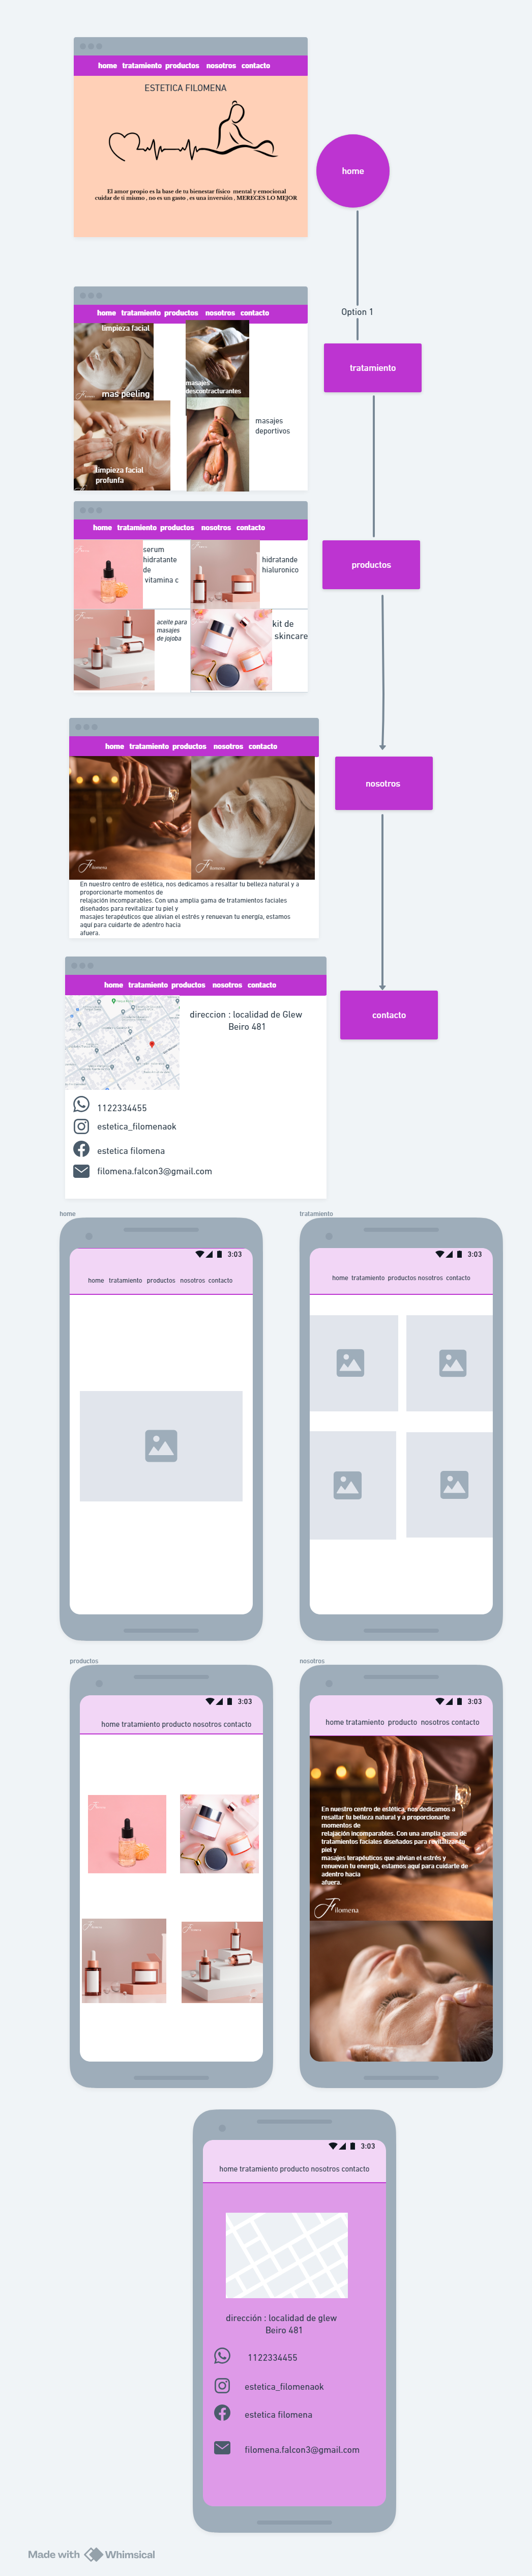 home tratamiento productos nosotros contacto
ESTETICA FILOMENA
El amor propio es la base de tu bienestar físico mental y emocional
cuidar de ti mismo , no es un gasto , es una inversión , MERECES LO MEJOR
home
Option 1
home tratamiento productos nosotros contacto
limpieza facial
mas peeling
masajes
descontracturantes
limpieza facial
profunfa
masajes
deportivos
tratamiento
home tratamiento productos nosotros contacto
serum
hidratante
de
vitamina c
hidratande
hialuronico
aceite para
masajes
de jojoba
kit de
skincare
productos
home tratamiento productos nosotros contacto
Filomena
Filomena
En nuestro centro de estética, nos dedicamos a resaltar tu belleza natural y a
proporcionarte momentos de
relajación incomparables. Con una amplia gama de tratamientos faciales
diseñados para revitalizar tu piel y
masajes terapéuticos que alivian el estrés y renuevan tu energía, estamos
aquí para cuidarte de adentro hacia
afuera.
nosotros
home tratamiento productos nosotros contacto
direccion : localidad de Glew
Beiro 481
1122334455
estetica_filomenaok
estetica filomena
filomena.falcon3@gmail.com
contacto
home
3:03
home tratamiento productos nosotros contacto
tratamiento
3:03
home tratamiento productos nosotros contacto
productos
3:03
home tratamiento producto nosotros contacto
nosotros
3:03
home tratamiento producto nosotros contacto
En nuestro centro de estética, nos dedicamos a
resaltar tu belleza natural y a proporcionarte
momentos de
relajación incomparables. Con una amplia gama de
tratamientos faciales diseñados para revitalizar tu
piel y
masajes terapéuticos que alivian el estrés y
renuevan tu energía, estamos aquí para cuidarte de
adentro hacia
afuera.
Filomena
3:03
home tratamiento producto nosotros contacto
dirección : localidad de glew
Beiro 481
1122334455
estetica_filomenaok
estetica filomena
filomena.falcon3@gmail.com
Made with Whimsical